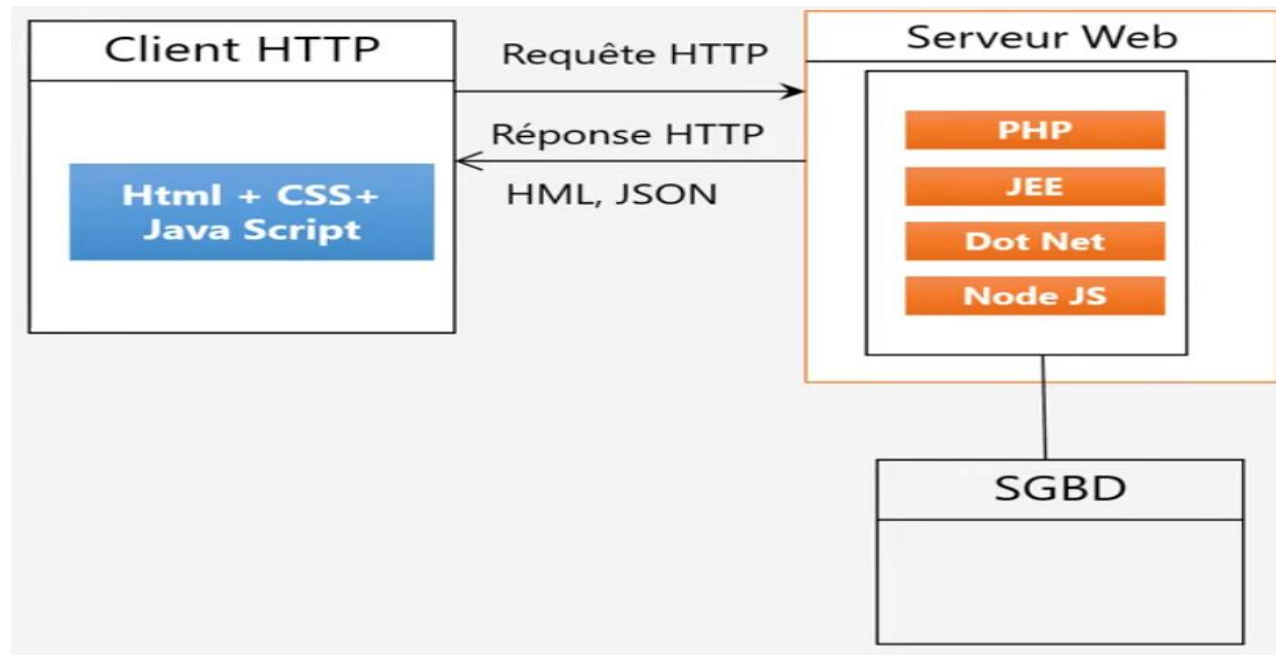 Client HTTP
Html + CSS+
Java Script
Requête HTTP
Réponse HTTP
HML, JSON
Serveur Web
PHP
JEE
Dot Net
Node JS
SGBD